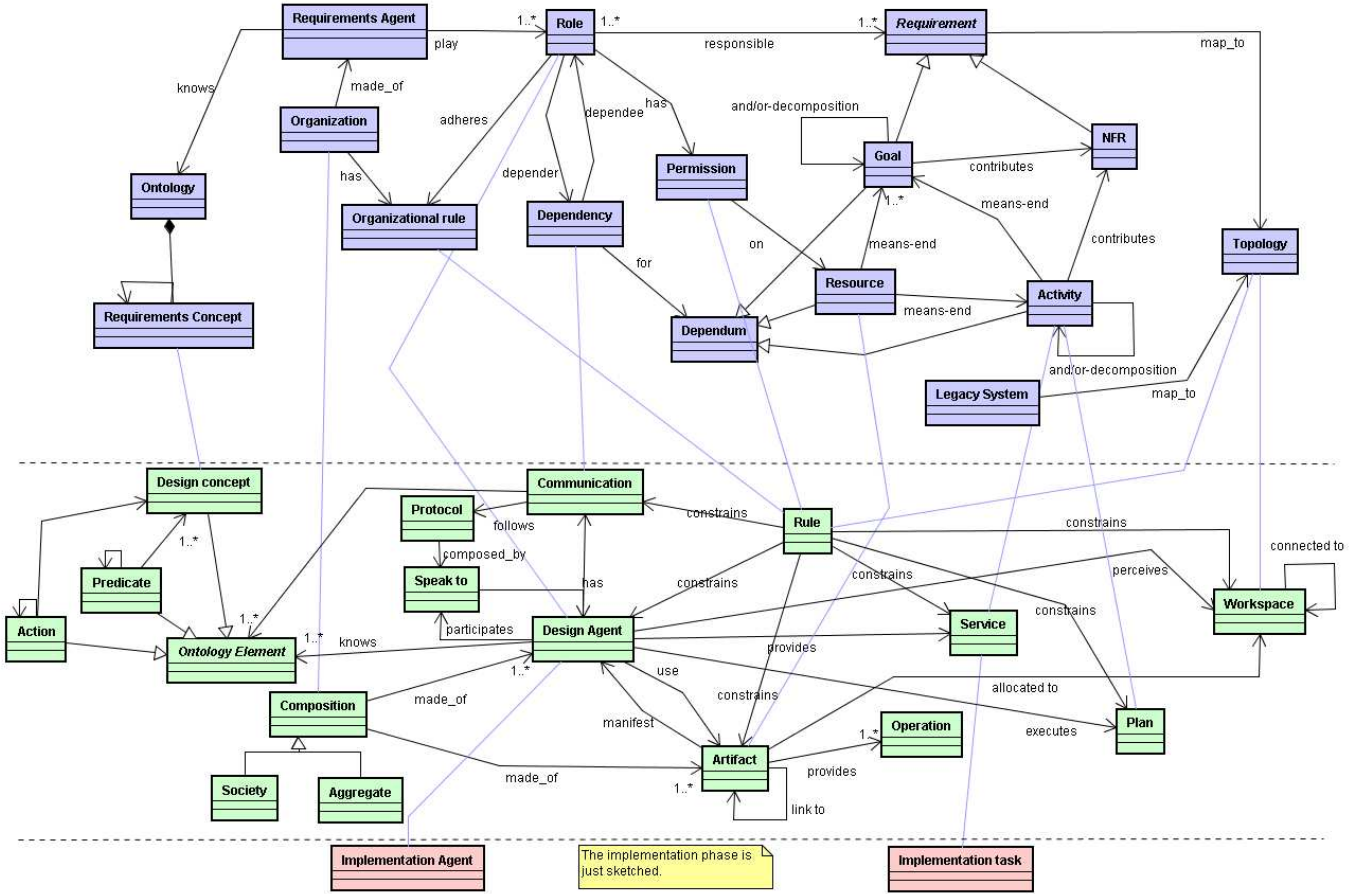 Requirements Agent
1..*
Role
1..*
1..*
Requirement
play
responsible
map_to
knows
made_of
and/or-decomposition
has
dependee
Organization
adheres
NFR
Goal
contributes
Permission
has
depender
Ontology
1..*
means-end
Organizational rule
Dependency
on
means-end
contributes
Topology
for
Resource
Activity
means-end
Requirements Concept
Dependum
and/or-decomposition
Legacy System
map_to
Design concept
Communication
Protocol
constrains
Rule
constrains
follows
1..*
connected to
composed_by
Predicate
Speak to
has
constrains
constrains
perceives
Workspace
constrains
1..*
Action
participates
Design Agent
Service
1..*
knows
Ontology Element
provides
1..*
use
made_of
constrains
allocated to
Composition
manifest
Operation
Plan
1..*
executes
Artifact
Society
made_of
1..*
provides
Aggregate
link to
Implementation Agent
The implementation phase is
just sketched.
Implementation task